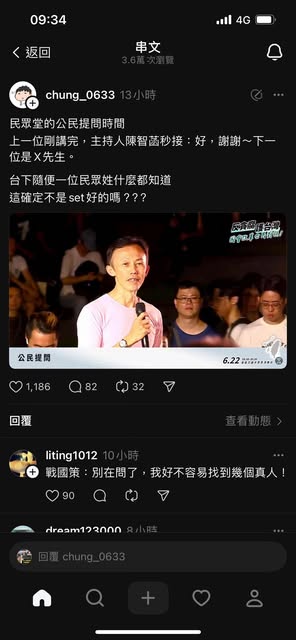 09:34
4G 90
返回
串文
3.6萬 次瀏覽
chung_0633 13小時
民眾堂的公民提問時間
上一位剛講完，主持人陳智菡秒接：好，謝謝～下一
位是X先生。
台下隨便一位民眾姓什麼都知道
這確定不是set好的嗎？？？
公民提問
6.22
1,186 82 32
回覆
查看動態
liting1012 10小時
戰國策：別在問了，我好不容易找到幾個真人！
90
dream123000 8小時
回覆 chung_0633